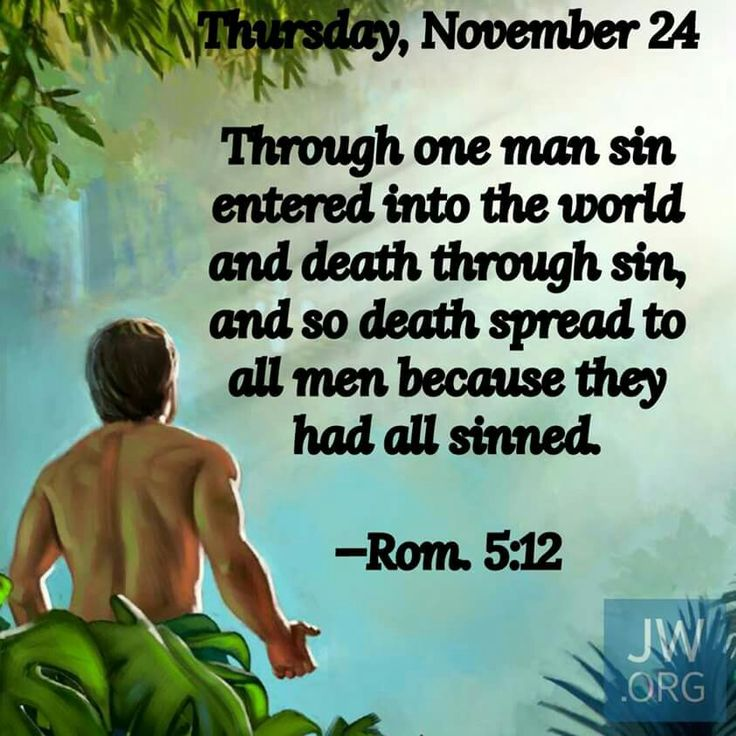 Thursday, November 24
Through one man sin
entered into the world
and death through sin,
and so death spread to
all men because they
had all sinned.
—Rom. 5:12
JW
.ORG